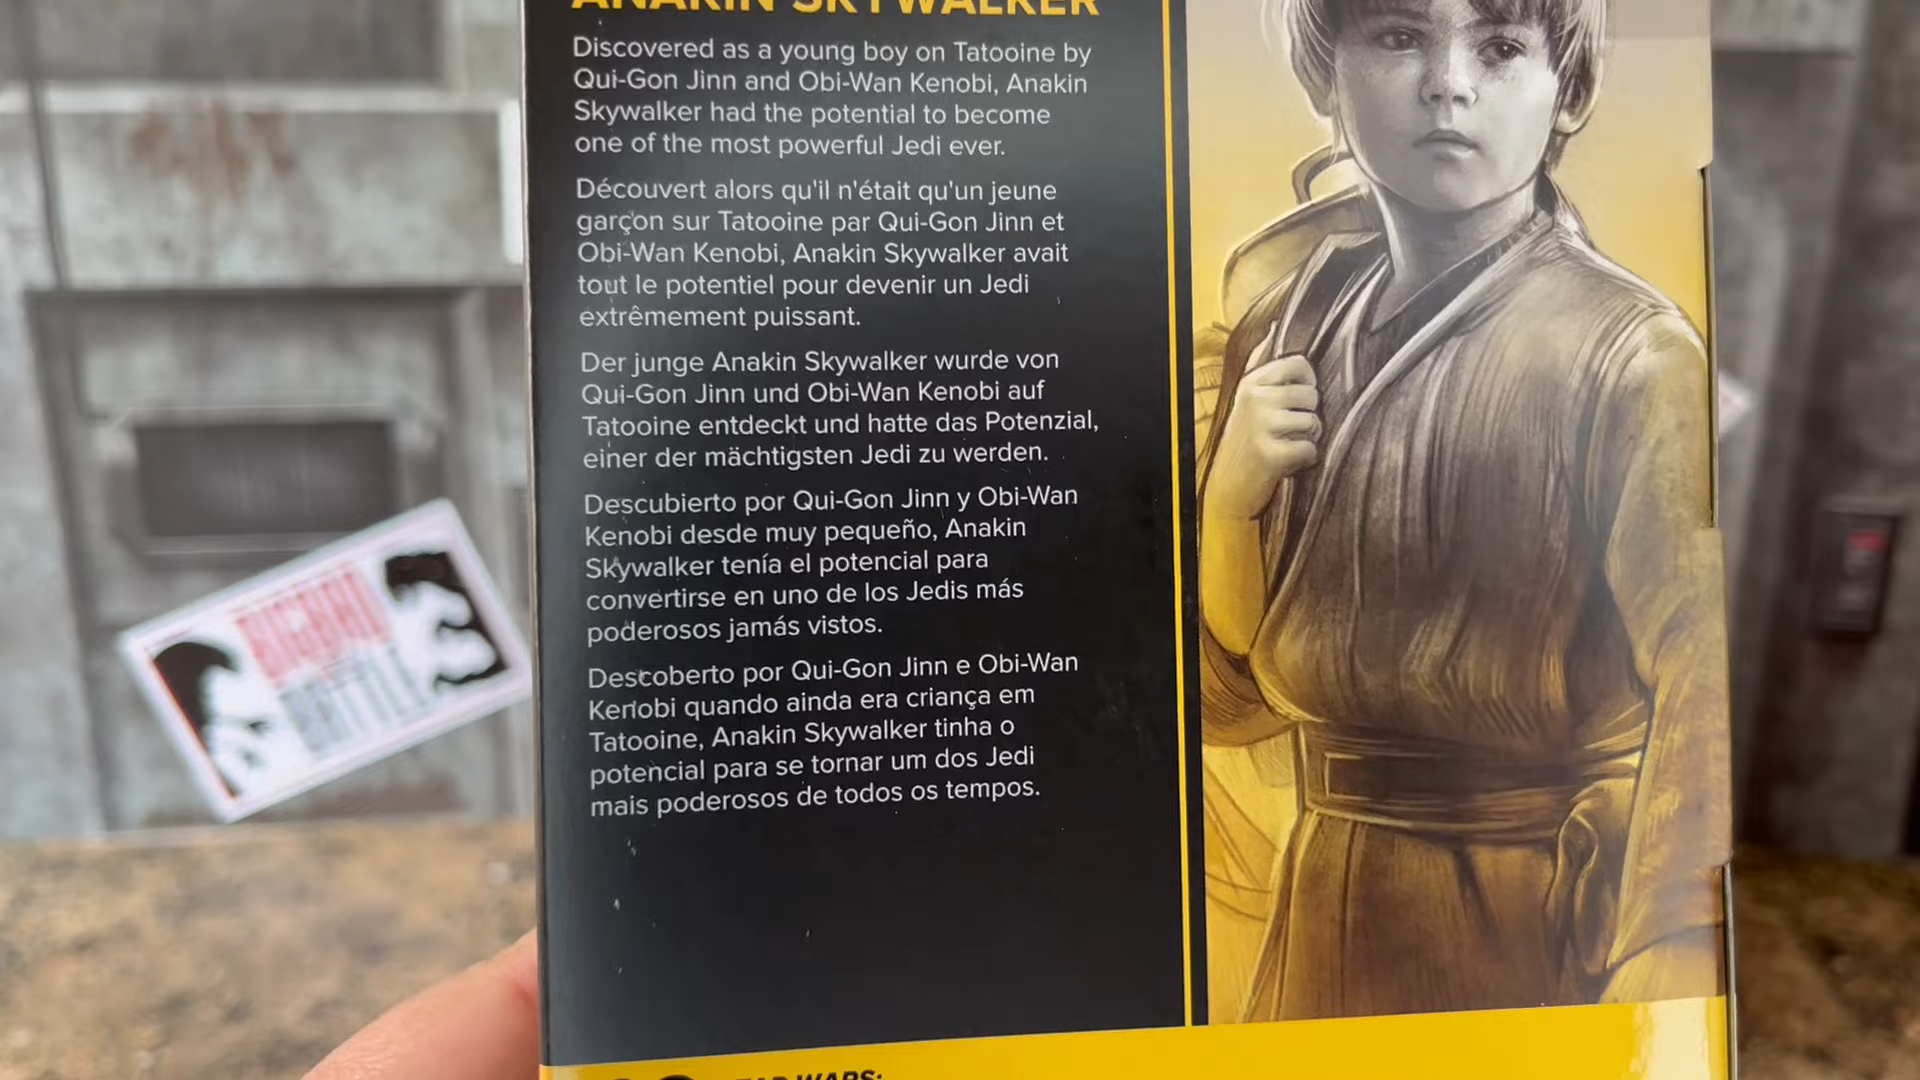 ANAKIN SKYWALKER
Discovered as a young boy on Tatooine by
Qui-Gon Jinn and Obi-Wan Kenobi, Anakin
Skywalker had the potential to become
one of the most powerful Jedi ever.
Découvert alors qu'il n'était qu'un jeune
garçon sur Tatooine par Qui-Gon Jinn et
Obi-Wan Kenobi, Anakin Skywalker avait
tout le potentiel pour devenir un Jedi
extrêmement puissant.
Der junge Anakin Skywalker wurde von
Qui-Gon Jinn und Obi-Wan Kenobi auf
Tatooine entdeckt und hatte das Potenzial,
einer der mächtigsten Jedi zu werden.
Descubierto por Qui-Gon Jinn y Obi-Wan
Kenobi desde muy pequeño, Anakin
Skywalker tenía el potencial para
convertirse en uno de los Jedis más
poderosos jamás vistos.
Descoberto por Qui-Gon Jinn e Obi-Wan
Kenobi quando ainda era criança em
Tatooine, Anakin Skywalker tinha o
potencial para se tornar um dos Jedi
mais poderosos de todos os tempos.
STAR WARS:
BIGBAD
BATTLE